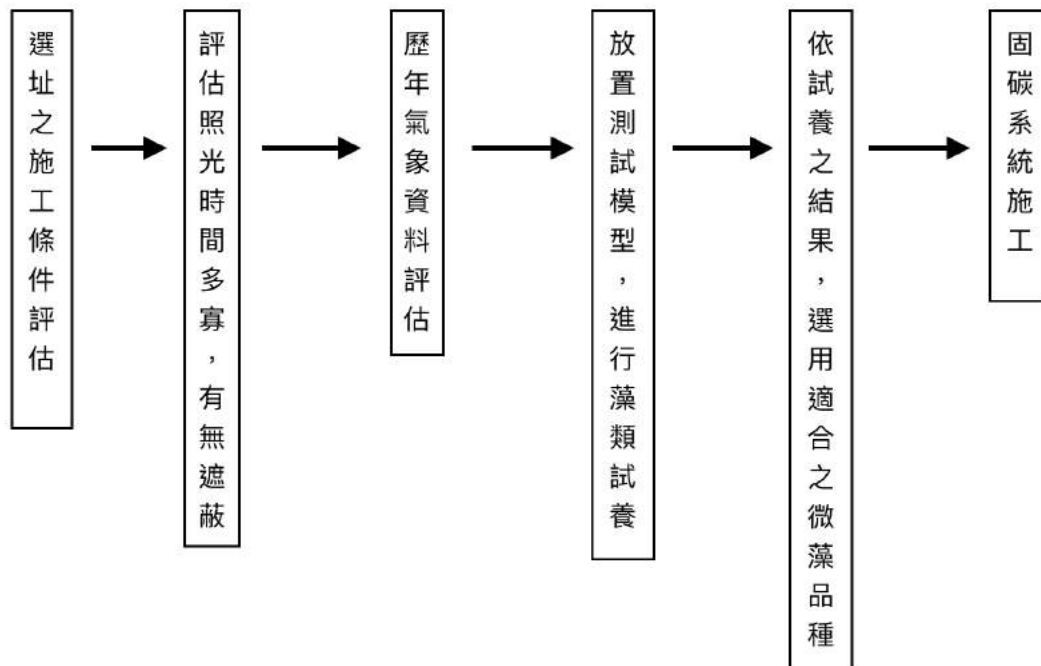 選址之施工條件評估
評估照光時間多寡，有無遮蔽
歷年氣象資料評估
放置測試模型，進行藻類試養
依試養之結果，選用適合之微藻品種
固碳系統施工